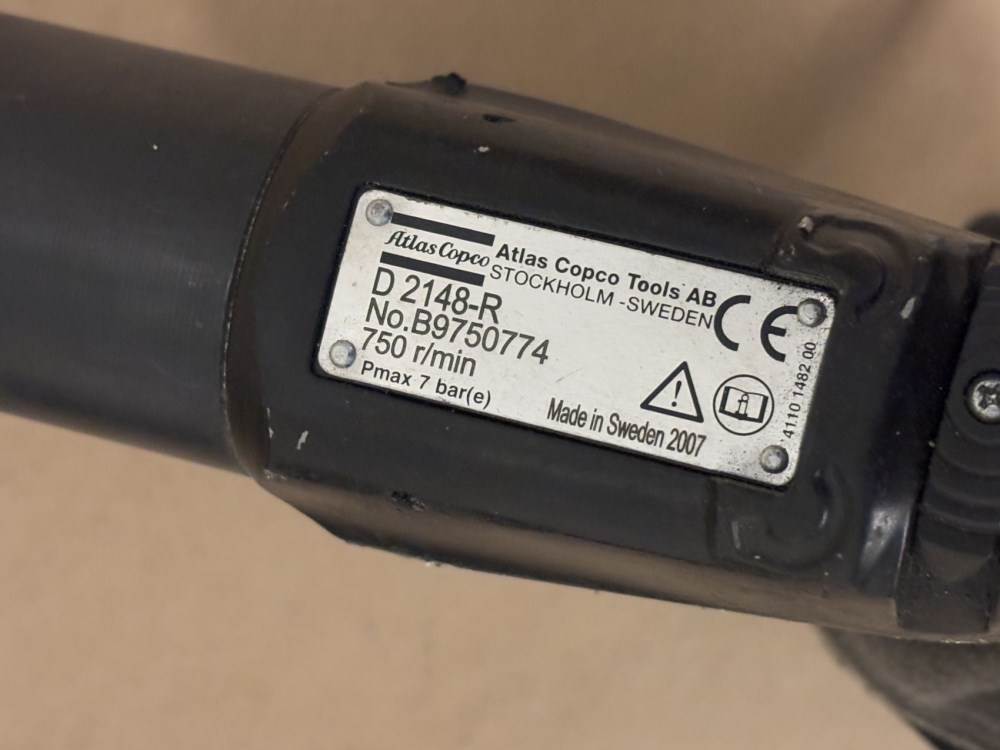 Atlas Copco
Atlas Copco Tools AB
STOCKHOLM - SWEDEN
CE
D 2148-R
No.B9750774
750 r/min
Pmax 7 bar(e)
Made in Sweden 2007
4110 1482 00